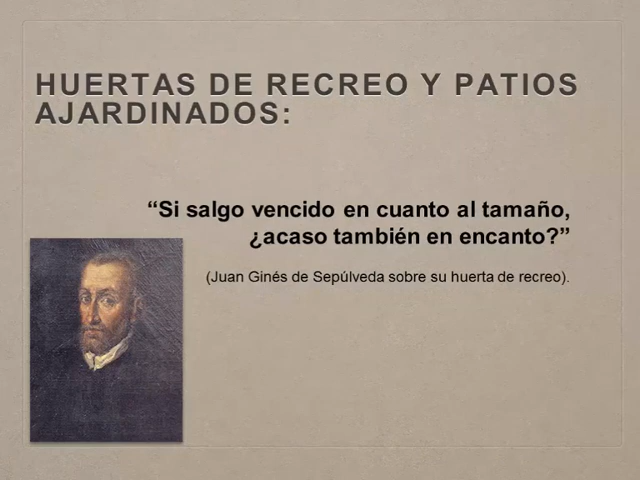 HUERTAS DE RECREO Y PATIOS
AJARDINADOS:
“Si salgo vencido en cuanto al tamaño,
¿acaso también en encanto?”
(Juan Ginés de Sepúlveda sobre su huerta de recreo).